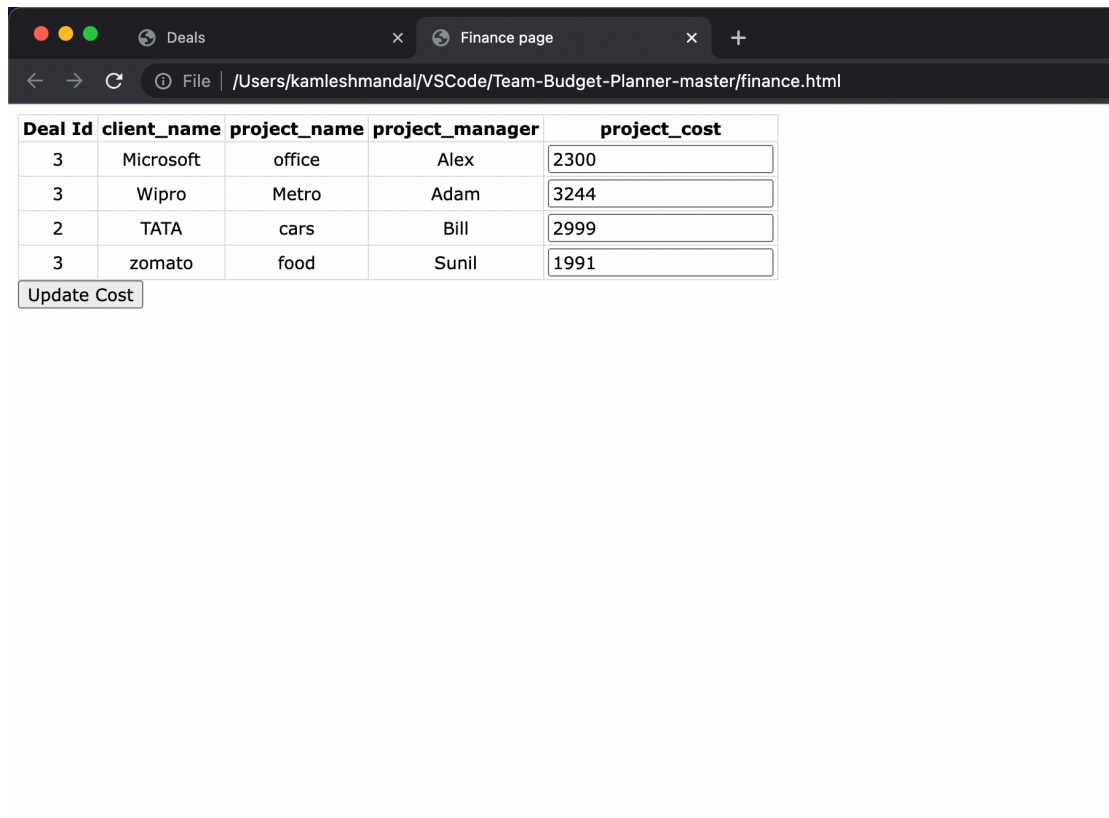 Deals Finance page
File /Users/kamleshmandal/VSCode/Team-Budget-Planner-master/finance.html
Deal Id client_name project_name project_manager project_cost
3 Microsoft office Alex 2300
3 Wipro Metro Adam 3244
2 TATA cars Bill 2999
3 zomato food Sunil 1991
Update Cost